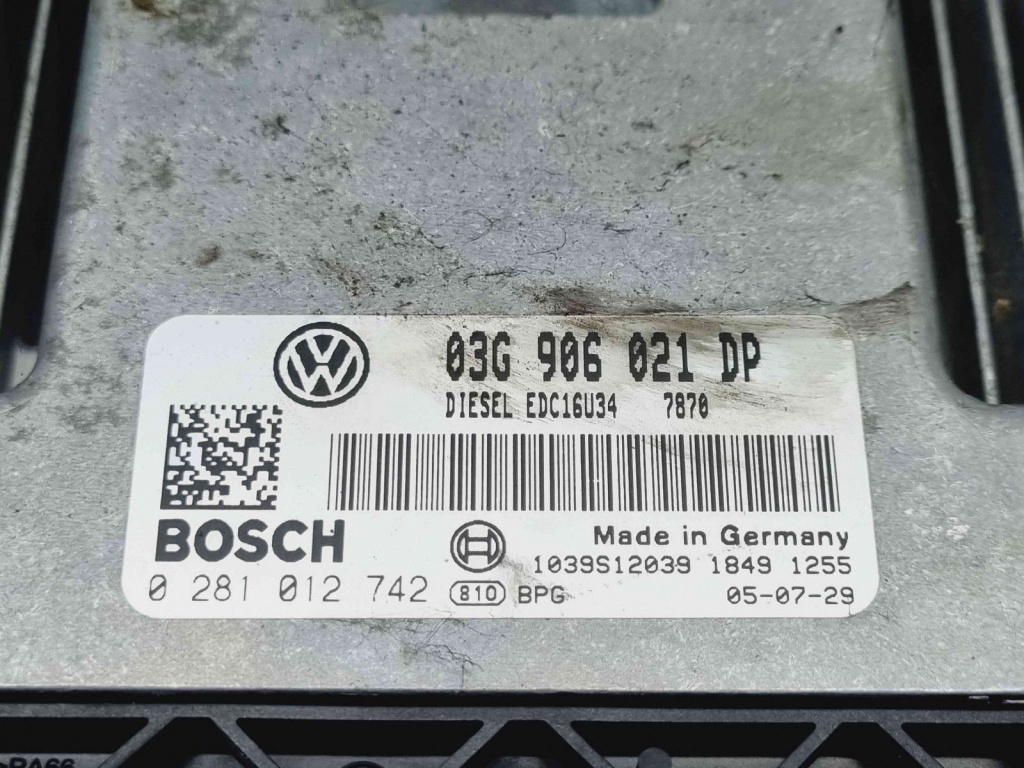 03G 906 021 DP
DIESEL EDC16U34 7870
BOSCH
Made in Germany
1039S12039 1849 1255
0 281 012 742 810 BPG 05-07-29